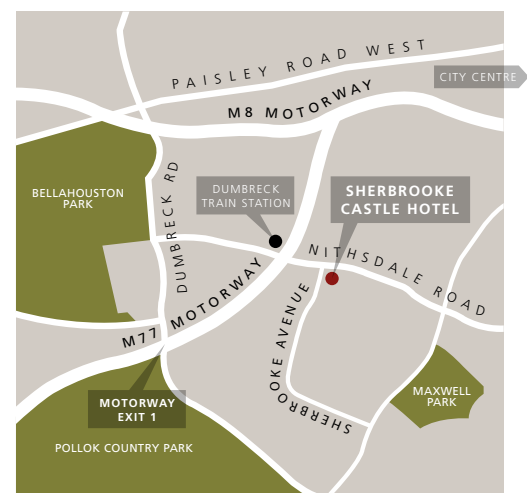 PAISLEY ROAD WEST
CITY CENTRE
M8 MOTORWAY
DUMBRECK RD
BELLAHOUSTON
PARK
DUMBRECK
TRAIN STATION
SHERBROOKE
CASTLE HOTEL
NITHSDALE ROAD
M77 MOTORWAY
SHERBROOKE AVENUE
MOTORWAY
EXIT 1
MAXWELL
PARK
POLLOK COUNTRY PARK